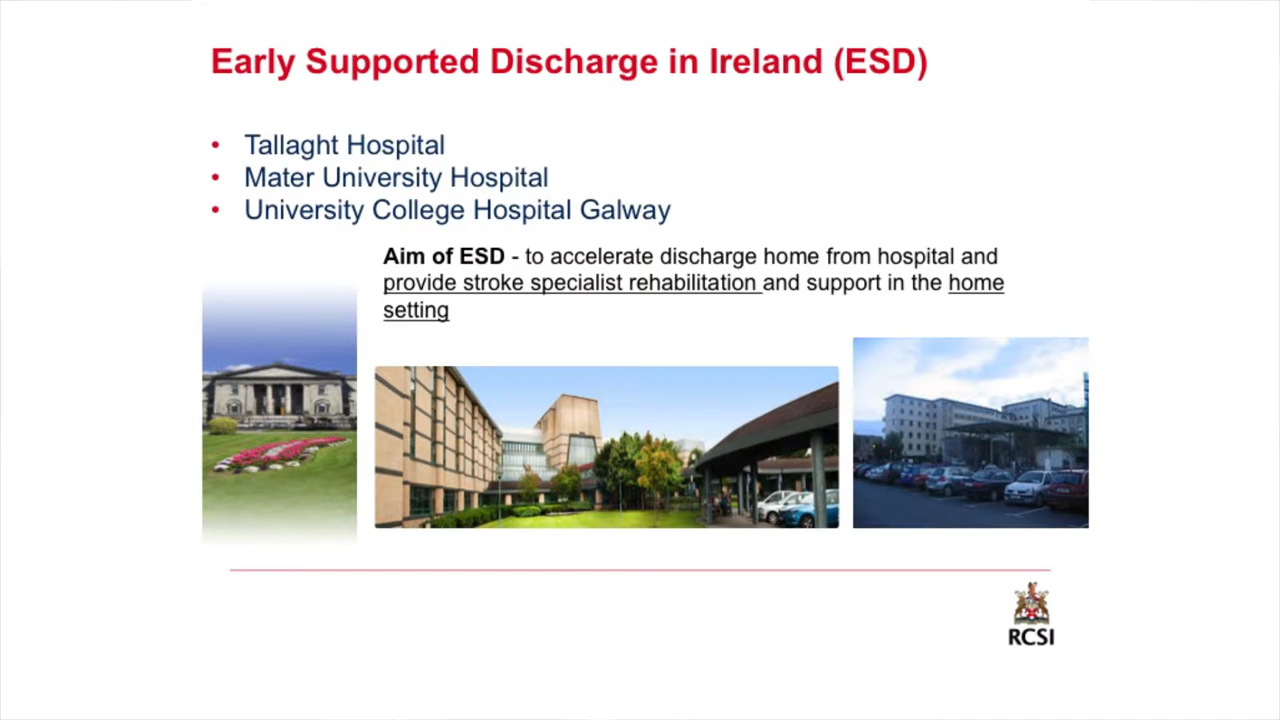 Early Supported Discharge in Ireland (ESD)
• Tallaght Hospital
• Mater University Hospital
• University College Hospital Galway
Aim of ESD - to accelerate discharge home from hospital and
provide stroke specialist rehabilitation and support in the home
setting
RCSI